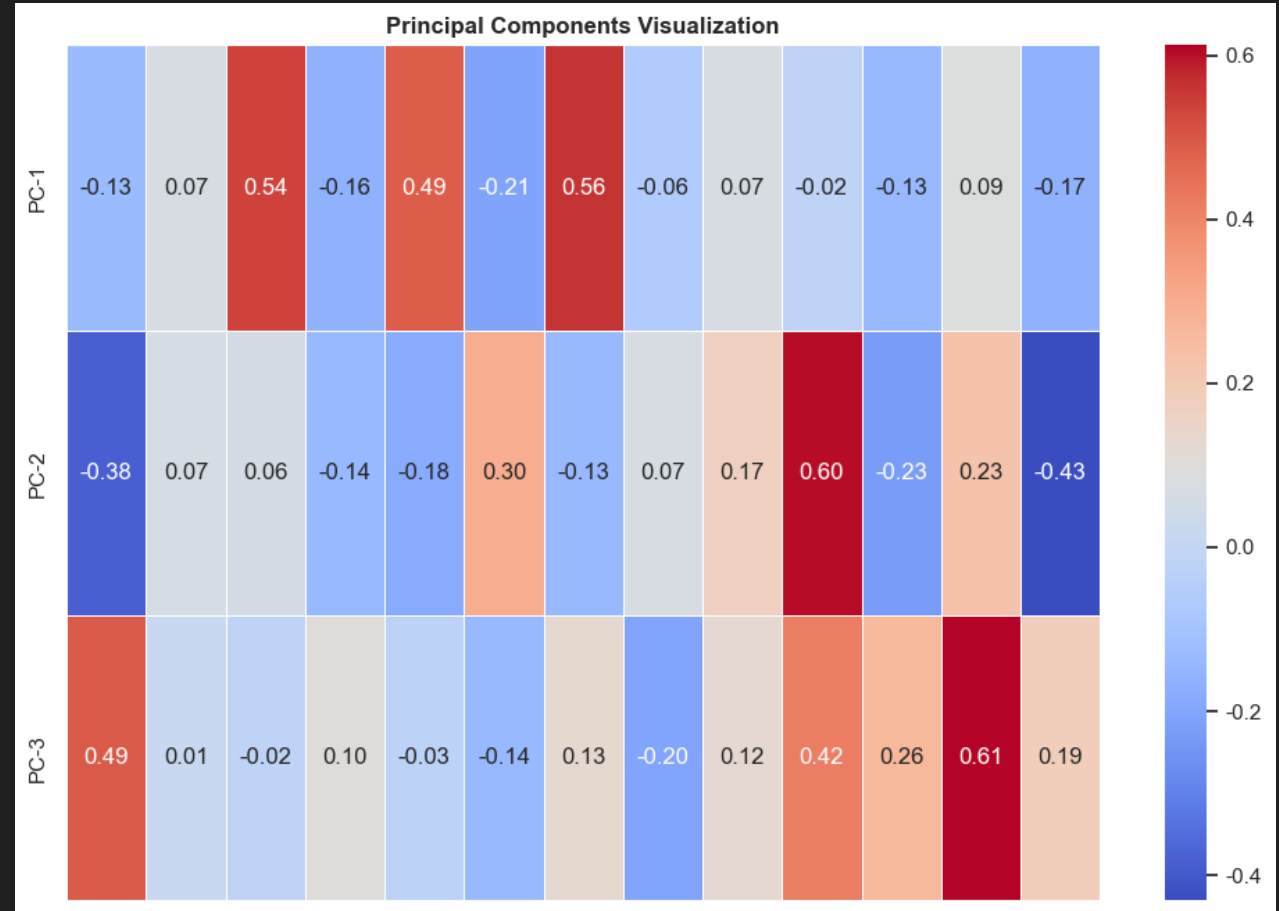 Principal Components Visualization
PC-1
-0.13 0.07 0.54 -0.16 0.49 -0.21 0.56 -0.06 0.07 -0.02 -0.13 0.09 -0.17
PC-2
-0.38 0.07 0.06 -0.14 -0.18 0.30 -0.13 0.07 0.17 0.60 -0.23 0.23 -0.43
PC-3
0.49 0.01 -0.02 0.10 -0.03 -0.14 0.13 -0.20 0.12 0.42 0.26 0.61 0.19
0.6
0.4
0.2
0.0
-0.2
-0.4